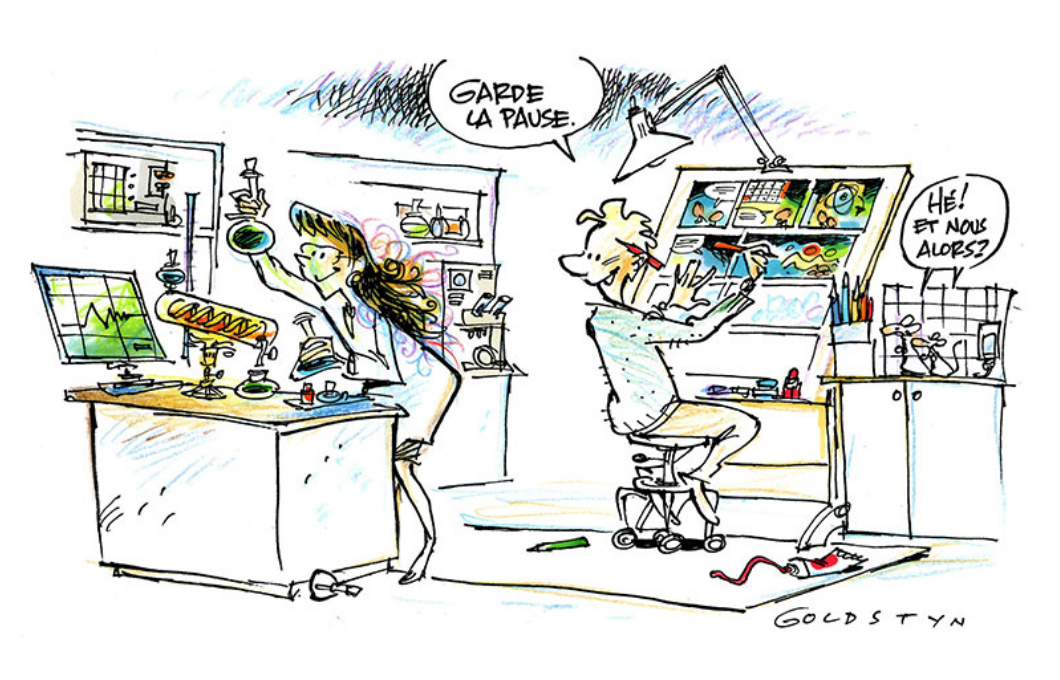 GARDE
LA PAUSE.
HÉ!
ET NOUS
ALORS?
GOLDSTYN